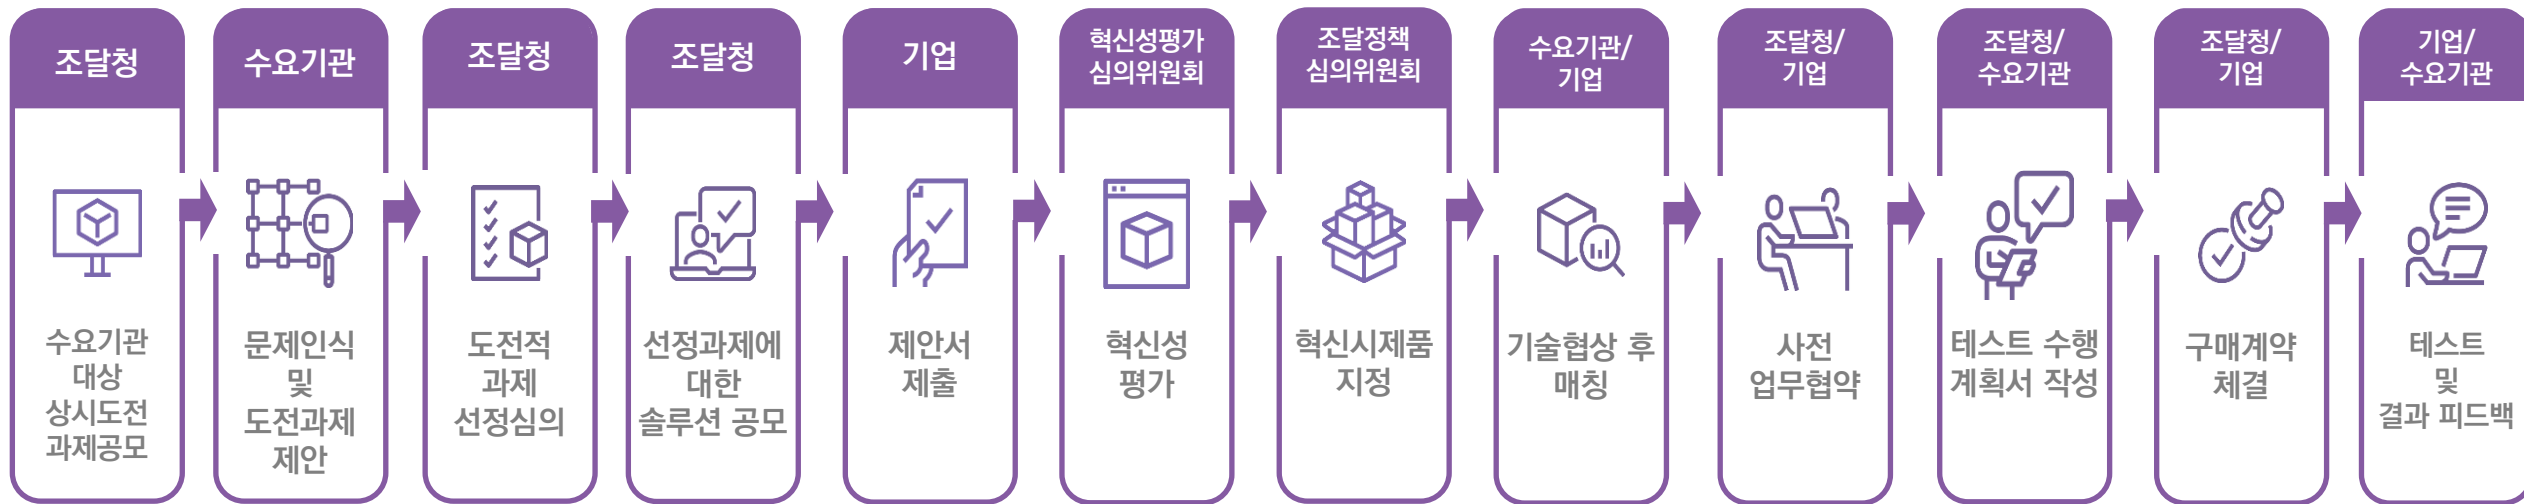 조달청
수요기관
대상
상시도전
과제공모
수요기관
문제인식
및
도전과제
제안
조달청
도전적
과제
선정심의
조달청
선정과제에
대한
솔루션 공모
기업
제안서
제출
혁신성평가
심의위원회
혁신성
평가
조달정책
심의위원회
혁신시제품
지정
수요기관/
기업
기술협상 후
매칭
조달청/
기업
사전
업무협약
조달청/
수요기관
테스트 수행
계획서 작성
조달청/
기업
구매계약
체결
기업/
수요기관
테스트
및
결과 피드백